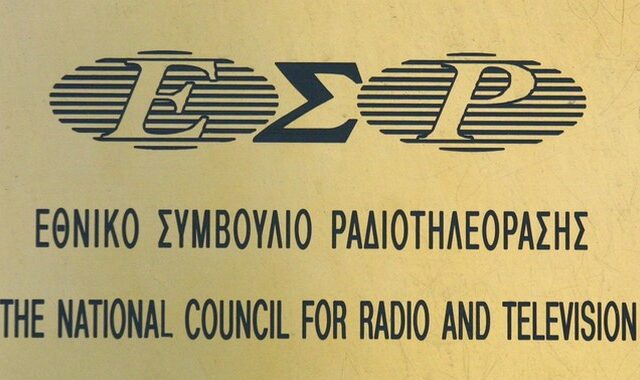 ΕΣΡ
ΕΘΝΙΚΟ ΣΥΜΒΟΥΛΙΟ ΡΑΔΙΟΤΗΛΕΟΡΑΣΗΣ
THE NATIONAL COUNCIL FOR RADIO AND TELEVISION